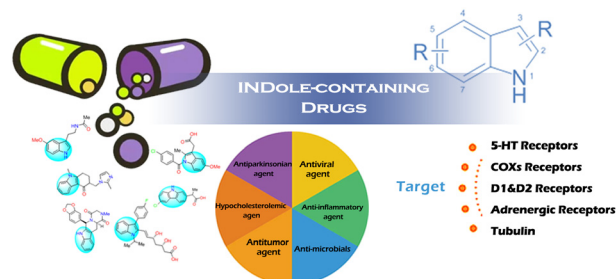 4
5
3
R
R
2
6
N
1
7
H
INDOLE-CONTAINING
DRUGS
Antiparkinsonian
agent
Antiviral
agent
Hypocholesterolemic
agen
Anti-inflammatory
agent
Antitumor
agent
Anti-microbials
Target
5-HT Receptors
COXs Receptors
D1&D2 Receptors
Adrenergic Receptors
Tubulin